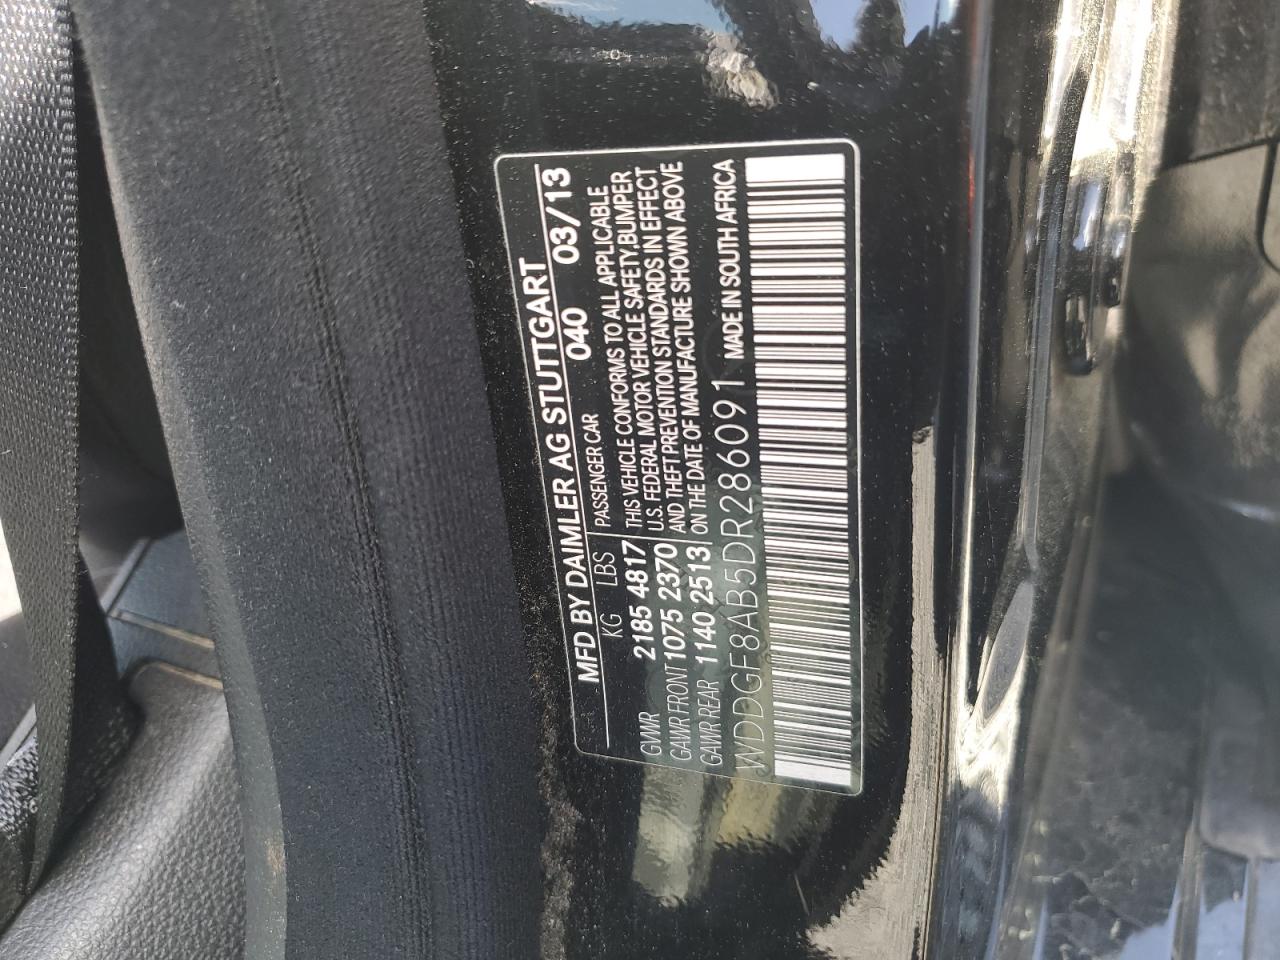 MFD BY DAIMLER AG STUTTGART
040 03/13
KG LBS PASSENGER CAR
GVWR 2185 4817
GAWR FRONT 1075 2370
GAWR REAR 1140 2513
THIS VEHICLE CONFORMS TO ALL APPLICABLE
U.S. FEDERAL MOTOR VEHICLE SAFETY,BUMPER
AND THEFT PREVENTION STANDARDS IN EFFECT
ON THE DATE OF MANUFACTURE SHOWN ABOVE
WDDGF8AB5DR286091 MADE IN SOUTH AFRICA